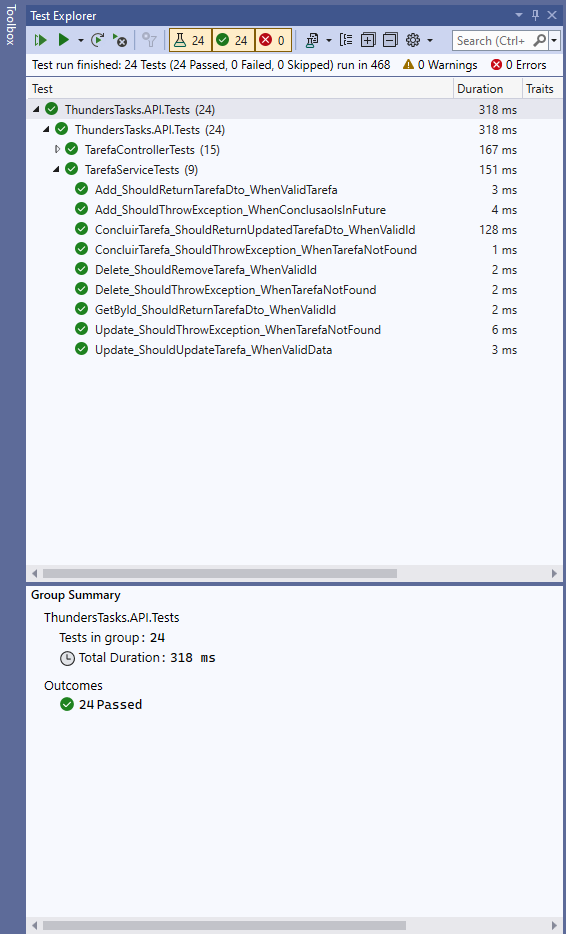 Toolbox
Test Explorer
24 24 0 Search (Ctrl+
Test run finished: 24 Tests (24 Passed, 0 Failed, 0 Skipped) run in 468 0 Warnings 0 Errors
Test Duration Traits
ThundersTasks.API.Tests (24) 318 ms
ThundersTasks.API.Tests (24) 318 ms
TarefaControllerTests (15) 167 ms
TarefaServiceTests (9) 151 ms
Add_ShouldReturnTarefaDto_WhenValidTarefa 3 ms
Add_ShouldThrowException_WhenConclusaoIsInFuture 4 ms
ConcluirTarefa_ShouldReturnUpdatedTarefaDto_WhenValidId 128 ms
ConcluirTarefa_ShouldThrowException_WhenTarefaNotFound 1 ms
Delete_ShouldRemoveTarefa_WhenValidId 2 ms
Delete_ShouldThrowException_WhenTarefaNotFound 2 ms
GetById_ShouldReturnTarefaDto_WhenValidId 2 ms
Update_ShouldThrowException_WhenTarefaNotFound 6 ms
Update_ShouldUpdateTarefa_WhenValidData 3 ms
Group Summary
ThundersTasks.API.Tests
Tests in group: 24
Total Duration: 318 ms
Outcomes
24 Passed